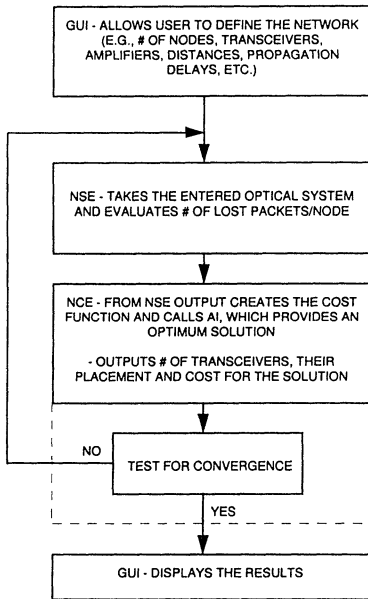 GUI - ALLOWS USER TO DEFINE THE NETWORK
(E.G., # OF NODES, TRANSCEIVERS,
AMPLIFIERS, DISTANCES, PROPAGATION
DELAYS, ETC.)
NSE - TAKES THE ENTERED OPTICAL SYSTEM
AND EVALUATES # OF LOST PACKETS/NODE
NCE - FROM NSE OUTPUT CREATES THE COST
FUNCTION AND CALLS AI, WHICH PROVIDES AN
OPTIMUM SOLUTION
- OUTPUTS # OF TRANSCEIVERS, THEIR
PLACEMENT AND COST FOR THE SOLUTION
NO
TEST FOR CONVERGENCE
YES
GUI - DISPLAYS THE RESULTS